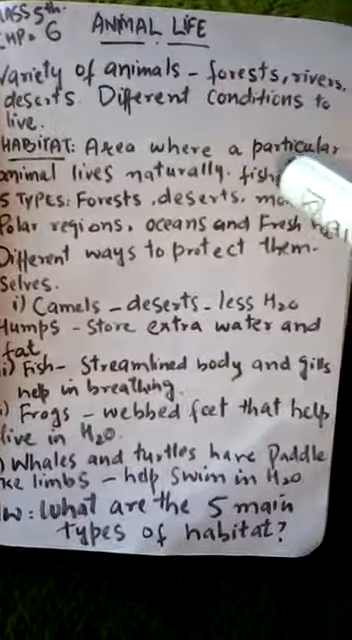 LASS 5th.
CHP= 6 ANIMAL LIFE
Variety of animals - forests, rivers,
deserts. Different conditions to
live.
HABITAT: Area where a particular
animal lives naturally. fish
5 TYPES: Forests, deserts, mo
Polar regions, oceans and Fresh
Different ways to protect them-
selves.
i) Camels - deserts - less H2O
Humps - Store extra water and
fat
i) Fish - Streamlined body and gills
help in breathing.
i) Frogs - webbed feet that help
live in H2O.
) Whales and turtles have Paddle
ke limbs - help swim in H2O.
w: What are the 5 main
types of habitat?